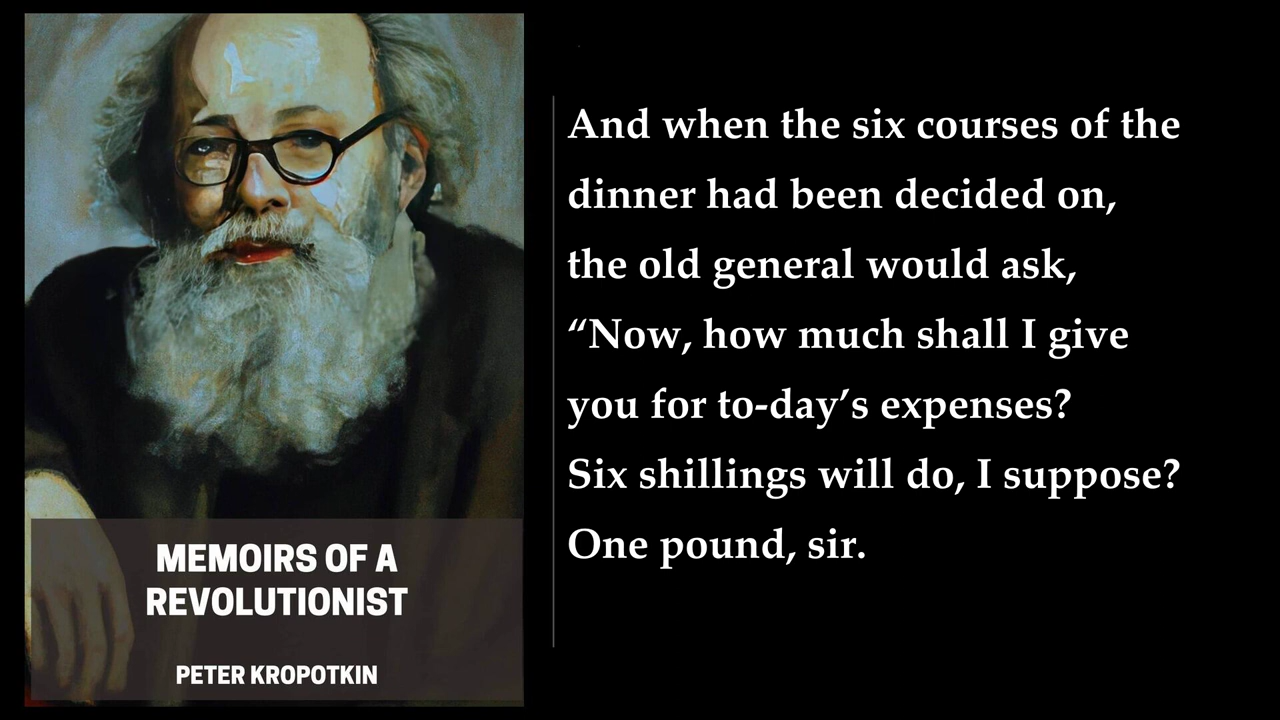 MEMOIRS OF A
REVOLUTIONIST
PETER KROPOTKIN
And when the six courses of the
dinner had been decided on,
the old general would ask,
“Now, how much shall I give
you for to-day’s expenses?
Six shillings will do, I suppose?
One pound, sir.